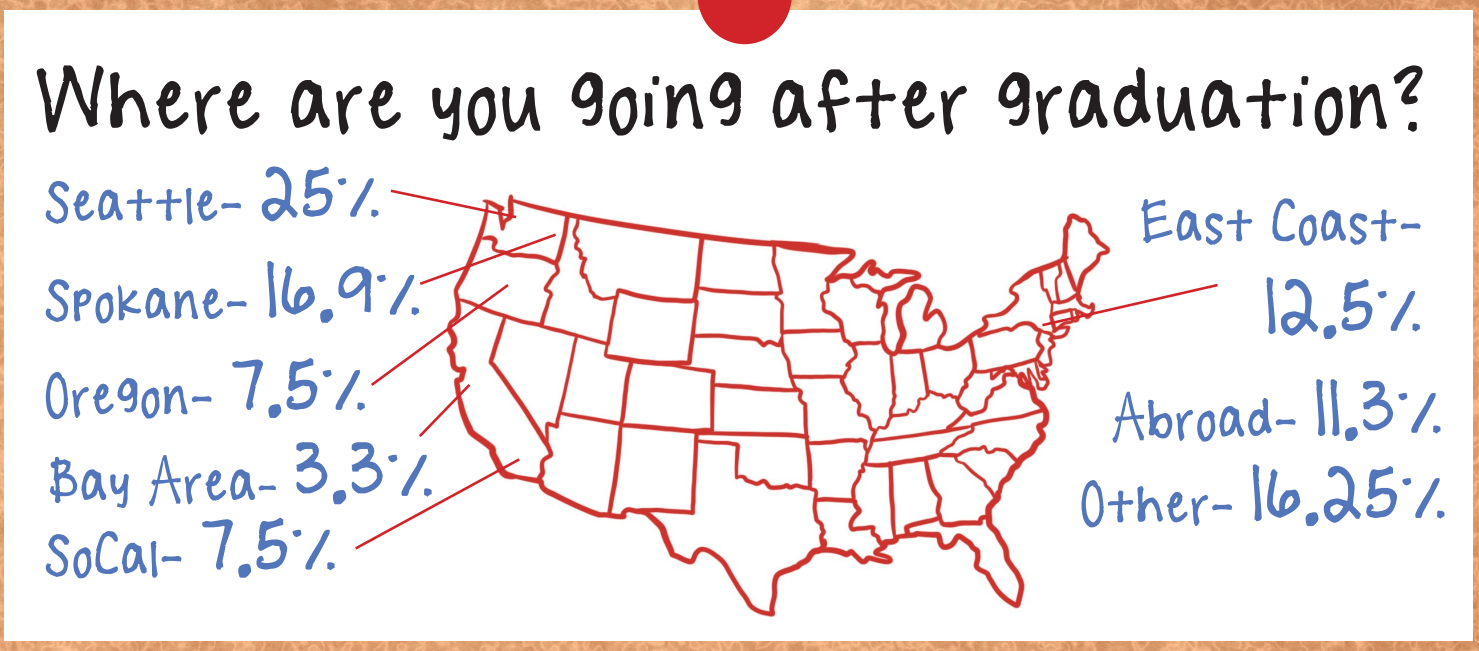 Where are you going after graduation?
Seattle- 25%
Spokane- 16.9%
Oregon- 7.5%
Bay Area- 3.3%
SoCal- 7.5%
East Coast-
12.5%
Abroad- 11.3%
Other- 16.25%